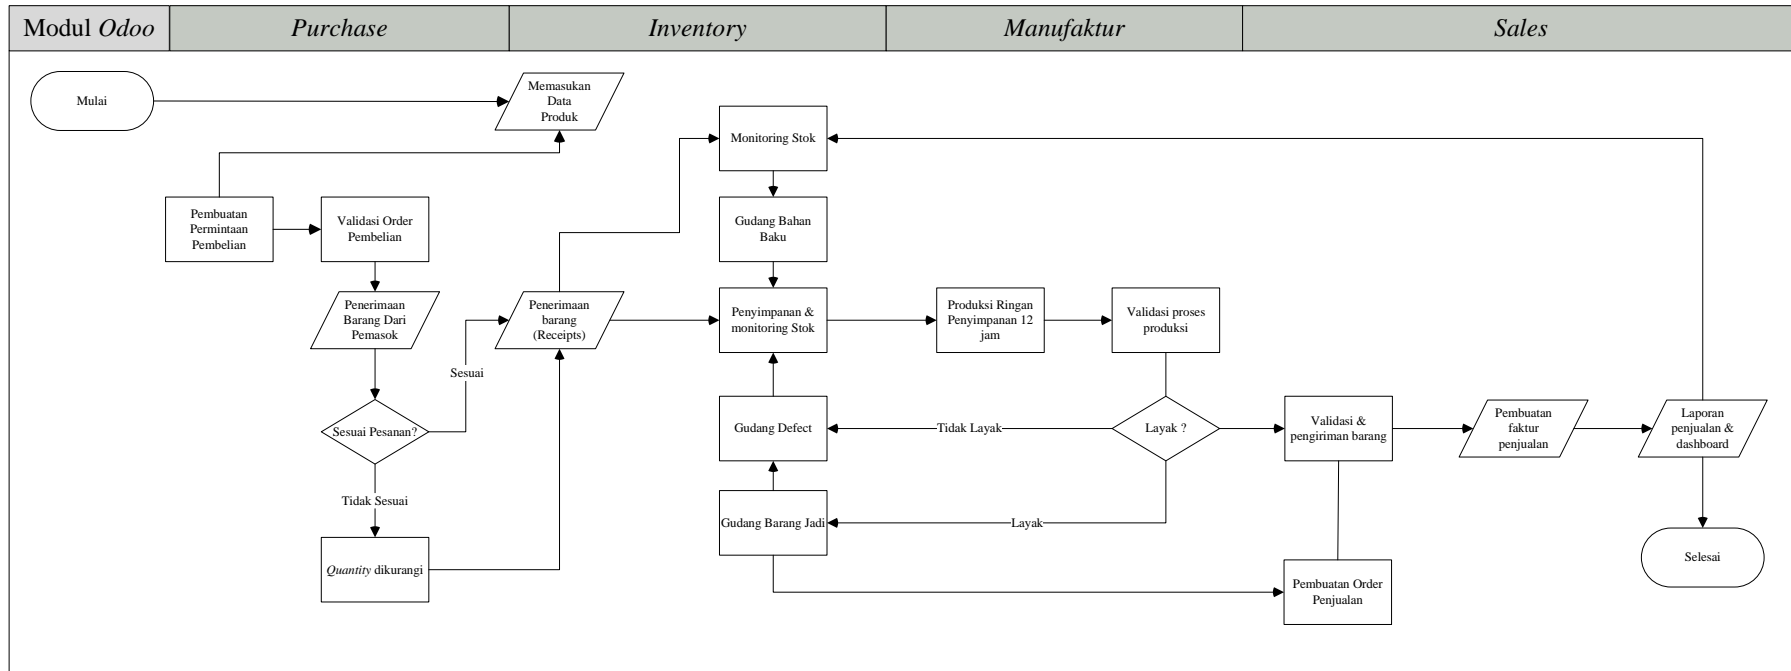 Modul Odoo
Purchase
Inventory
Manufaktur
Sales
Mulai
Memasukan
Data
Produk
Monitoring Stok
Pembuatan
Permintaan
Pembelian
Validasi Order
Pembelian
Gudang Bahan
Baku
Penerimaan
Barang Dari
Pemasok
Penerimaan
barang
(Receipts)
Penyimpanan &
monitoring Stok
Produksi Ringan
Penyimpanan 12
jam
Validasi proses
produksi
Sesuai
Sesuai Pesanan?
Gudang Defect
Tidak Layak
Layak ?
Validasi &
pengiriman barang
Pembuatan
faktur
penjualan
Laporan
penjualan &
dashboard
Tidak Sesuai
Gudang Barang Jadi
Layak
Quantity dikurangi
Pembuatan Order
Penjualan
Selesai